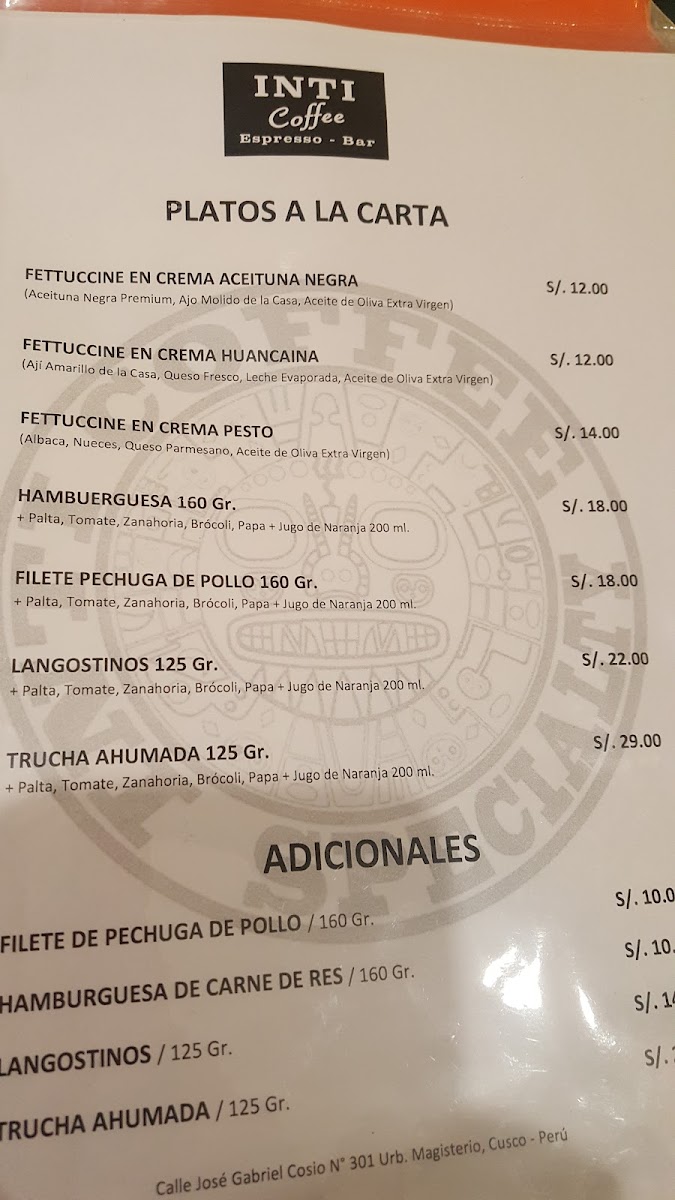 INTI
Coffee
Espresso - Bar
PLATOS A LA CARTA
FETTUCCINE EN CREMA ACEITUNA NEGRA S/. 12.00
(Aceituna Negra Premium, Ajo Molido de la Casa, Aceite de Oliva Extra Virgen)
FETTUCCINE EN CREMA HUANCAINA S/. 12.00
(Ají Amarillo de la Casa, Queso Fresco, Leche Evaporada, Aceite de Oliva Extra Virgen)
FETTUCCINE EN CREMA PESTO S/. 14.00
(Albaca, Nueces, Queso Parmesano, Aceite de Oliva Extra Virgen)
HAMBUERGUESA 160 Gr. S/. 18.00
+ Palta, Tomate, Zanahoria, Brócoli, Papa + Jugo de Naranja 200 ml.
FILETE PECHUGA DE POLLO 160 Gr. S/. 18.00
+ Palta, Tomate, Zanahoria, Brócoli, Papa + Jugo de Naranja 200 ml.
LANGOSTINOS 125 Gr. S/. 22.00
+ Palta, Tomate, Zanahoria, Brócoli, Papa + Jugo de Naranja 200 ml.
TRUCHA AHUMADA 125 Gr. S/. 29.00
+ Palta, Tomate, Zanahoria, Brócoli, Papa + Jugo de Naranja 200 ml.
INTI COFFEE SPECIALTY
ADICIONALES
FILETE DE PECHUGA DE POLLO / 160 Gr. S/. 10.0
HAMBURGUESA DE CARNE DE RES / 160 Gr. S/. 10.
LANGOSTINOS / 125 Gr. S/. 14
TRUCHA AHUMADA / 125 Gr. S/.
Calle José Gabriel Cosio N° 301 Urb. Magisterio, Cusco - Perú